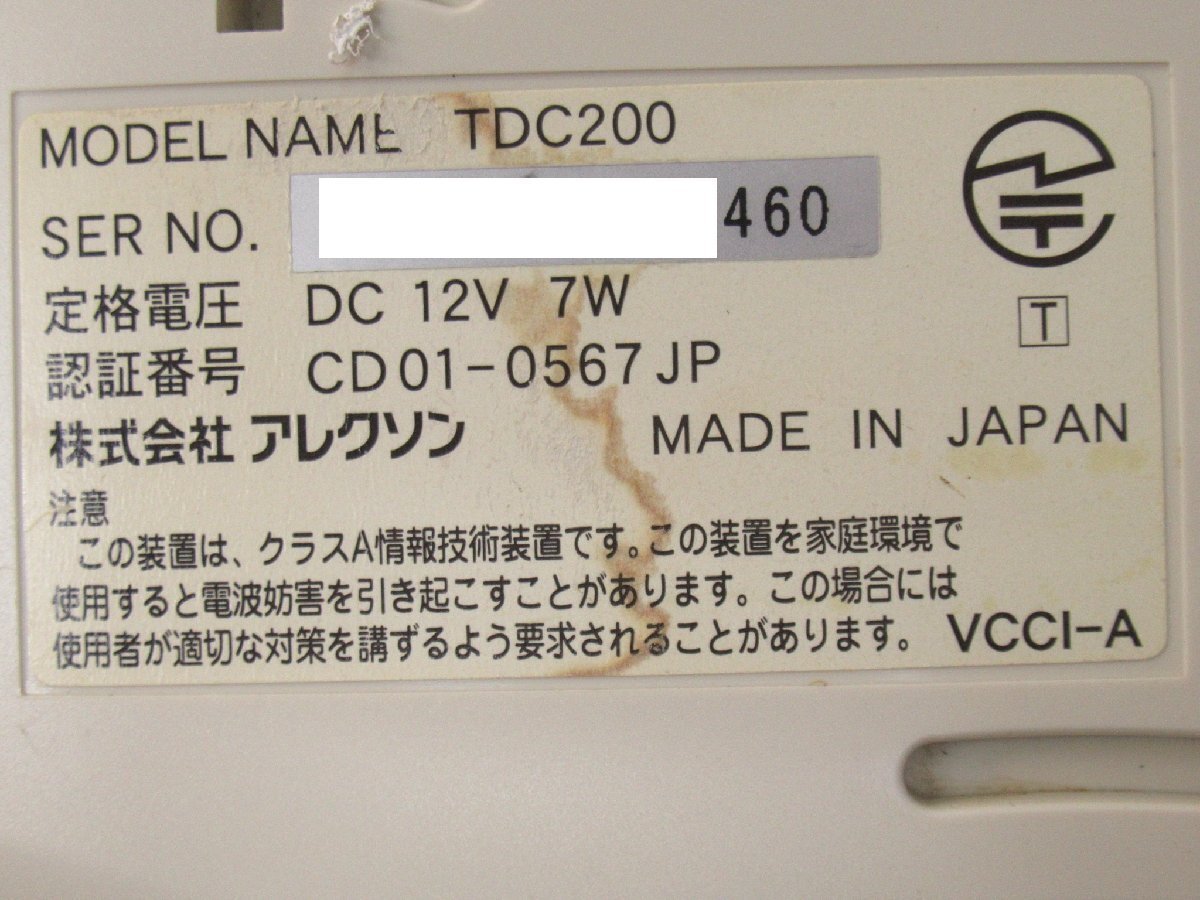 MODEL NAME TDC200
SER NO. 460
定格電圧 DC 12V 7W
認証番号 CD01-0567JP
T
株式会社 アレクソン MADE IN JAPAN
注意
この装置は、クラスA情報技術装置です。この装置を家庭環境で
使用すると電波妨害を引き起こすことがあります。この場合には
使用者が適切な対策を講ずるよう要求されることがあります。 VCCI-A